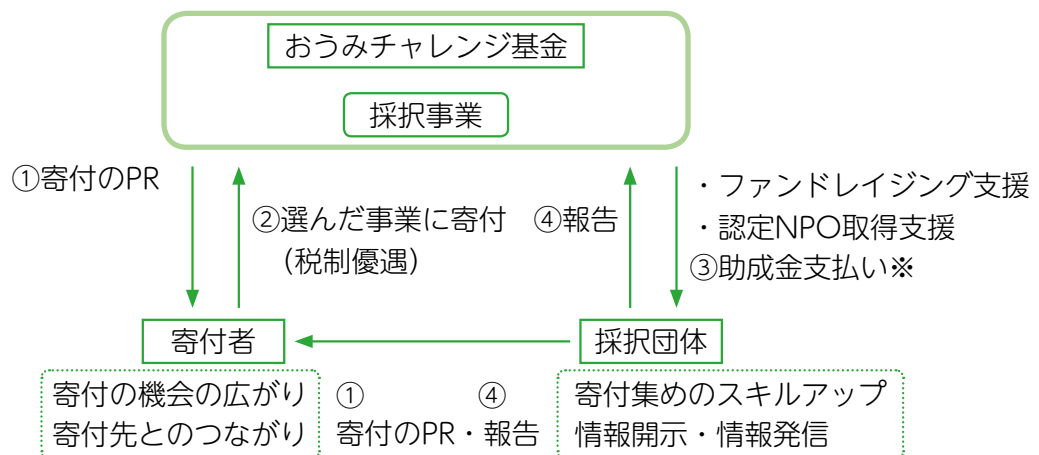 おうみチャレンジ基金
採択事業
①寄付のPR
②選んだ事業に寄付
（税制優遇）
④報告
・ファンドレイジング支援
・認定NPO取得支援
③助成金支払い※
寄付者
採択団体
寄付の機会の広がり
寄付先とのつながり
① ④
寄付のPR・報告
寄付集めのスキルアップ
情報開示・情報発信